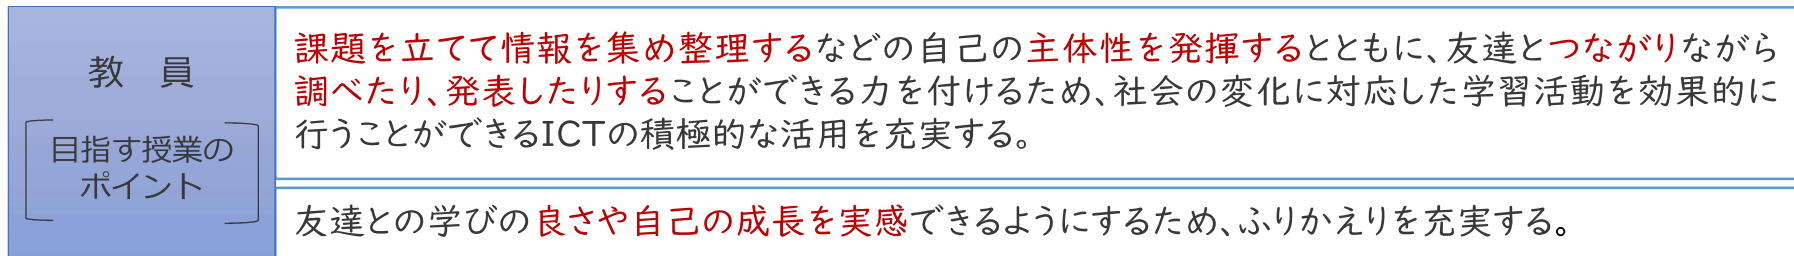 教　員
目指す授業の
ポイント
課題を立てて情報を集め整理するなどの自己の主体性を発揮するとともに、友達とつながりながら
調べたり、発表したりすることができる力を付けるため、社会の変化に対応した学習活動を効果的に
行うことができるICTの積極的な活用を充実する。
友達との学びの良さや自己の成長を実感できるようにするため、ふりかえりを充実する。